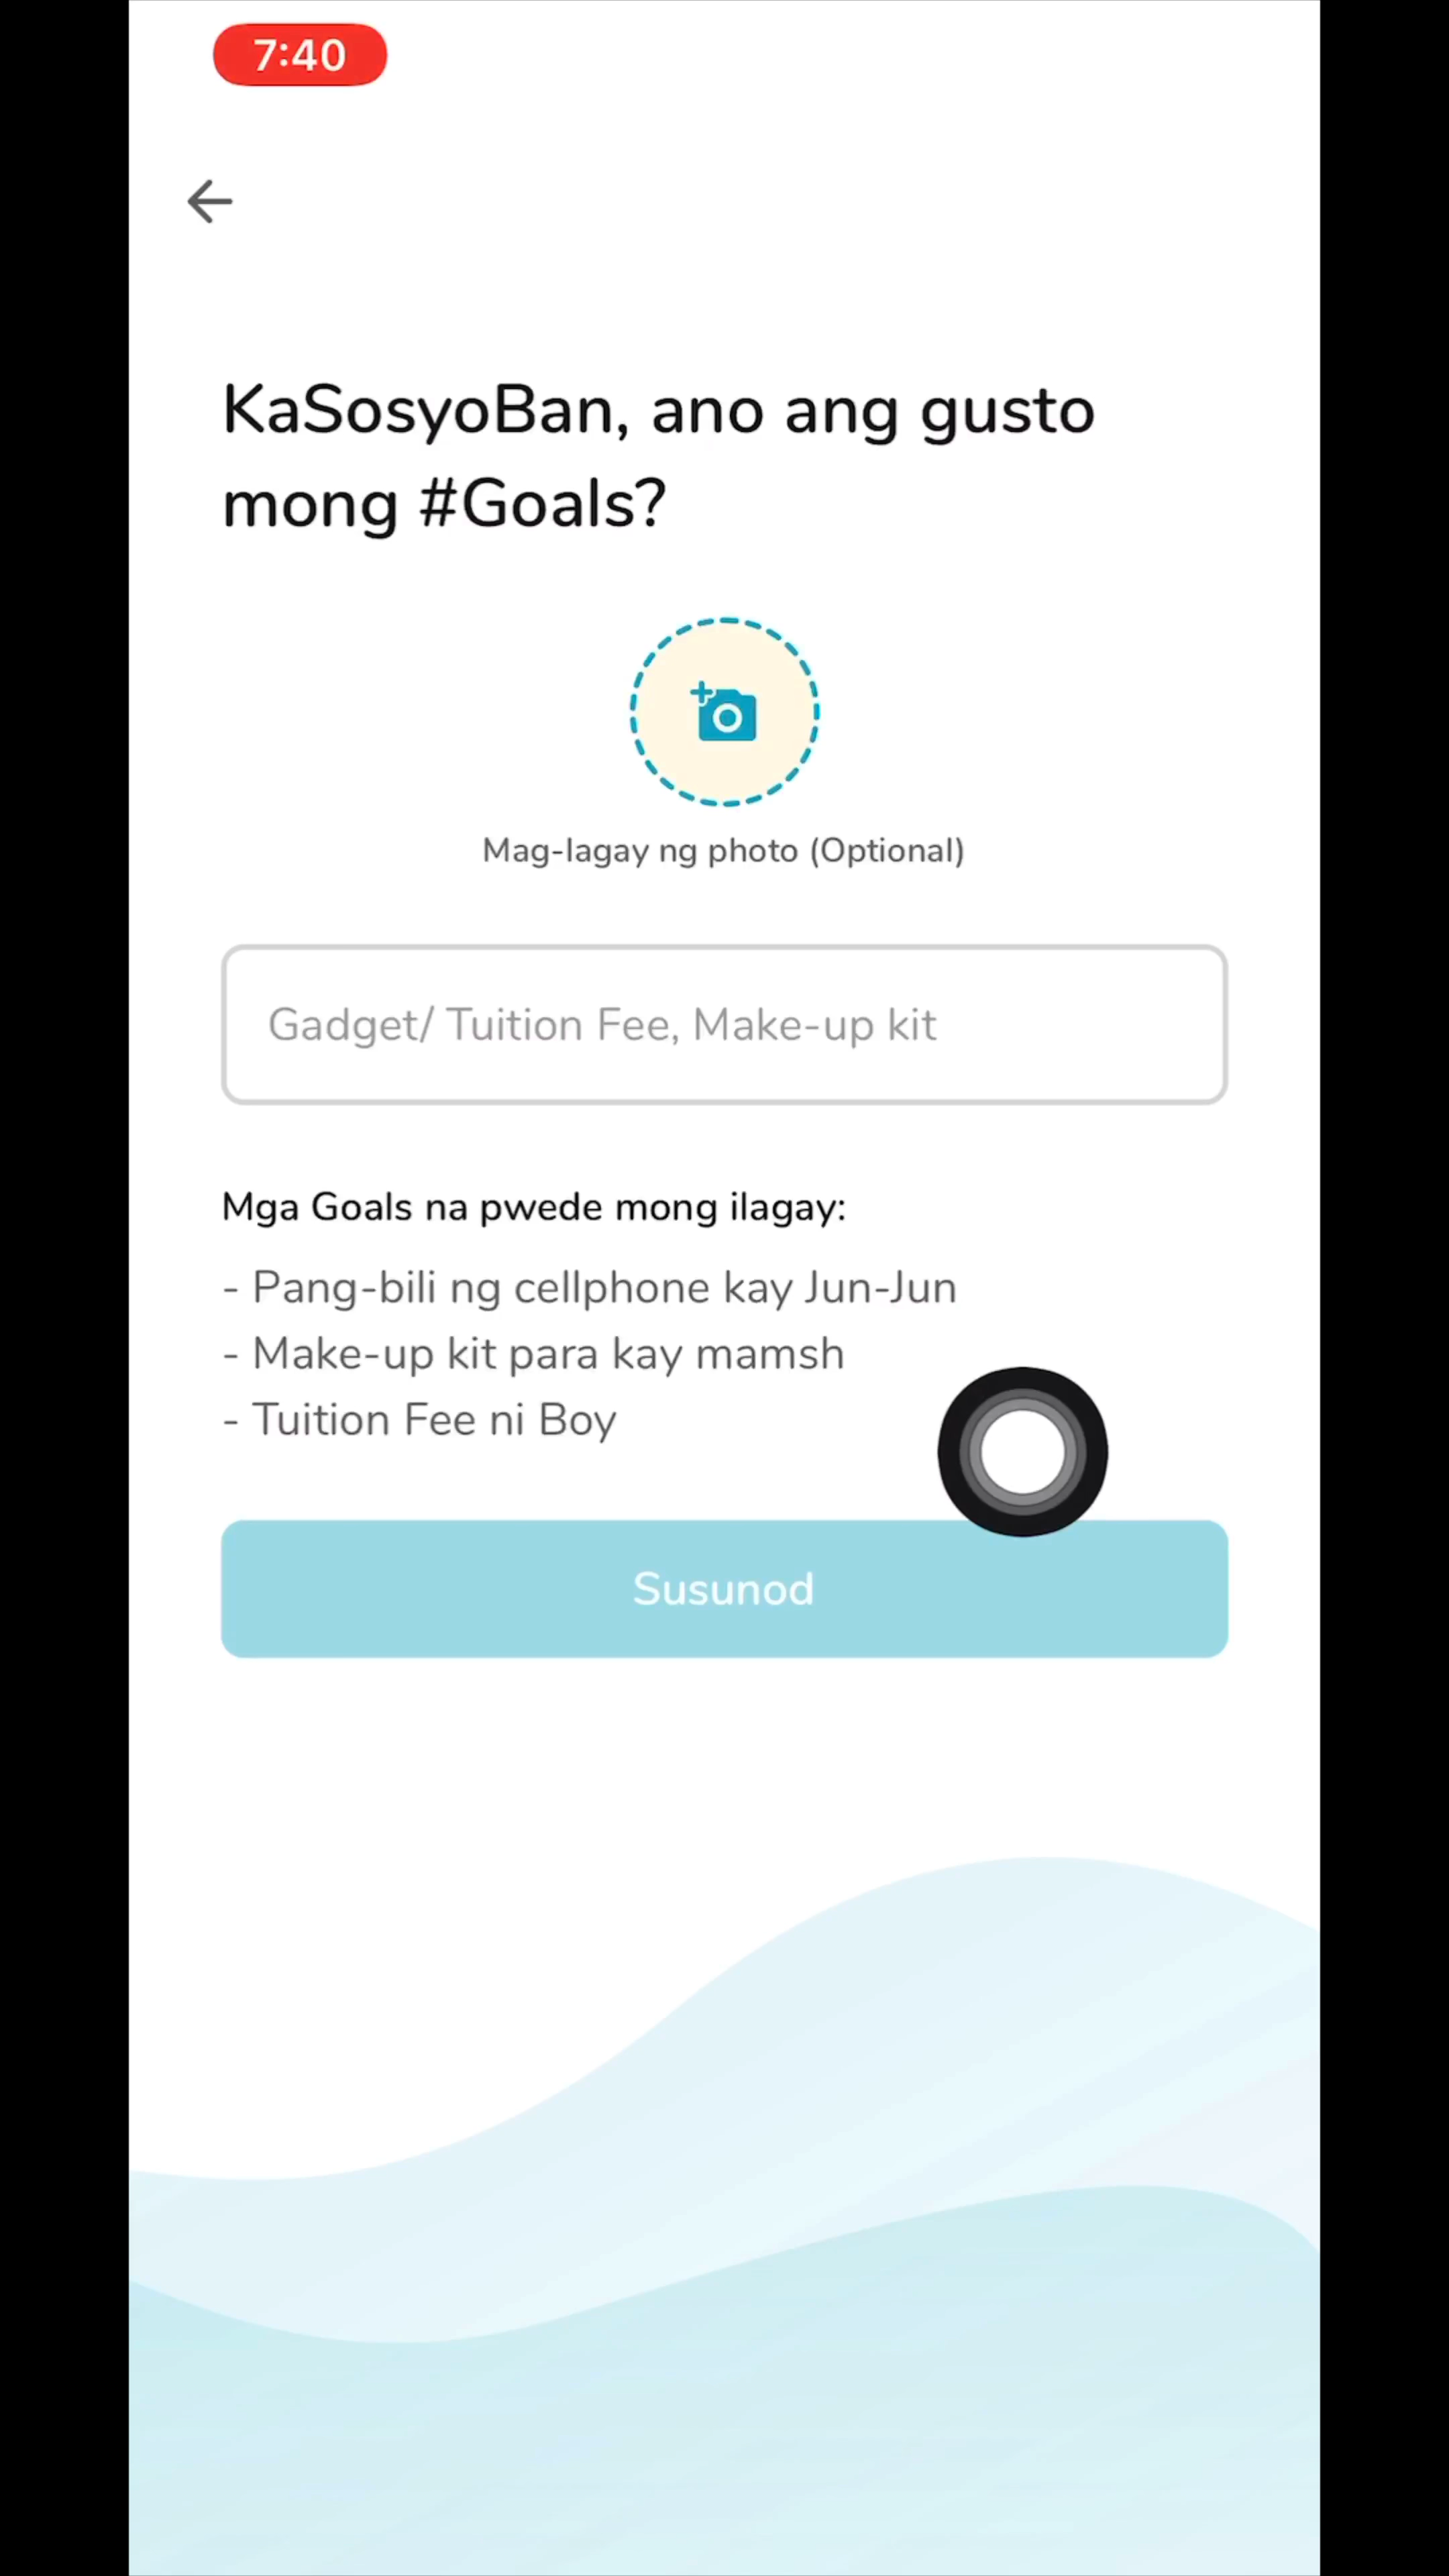 7:40
KaSosyoBan, ano ang gusto
mong #Goals?
Mag-lagay ng photo (Optional)
Gadget/ Tuition Fee, Make-up kit
Mga Goals na pwede mong ilagay:
- Pang-bili ng cellphone kay Jun-Jun
- Make-up kit para kay mamsh
- Tuition Fee ni Boy
Susunod